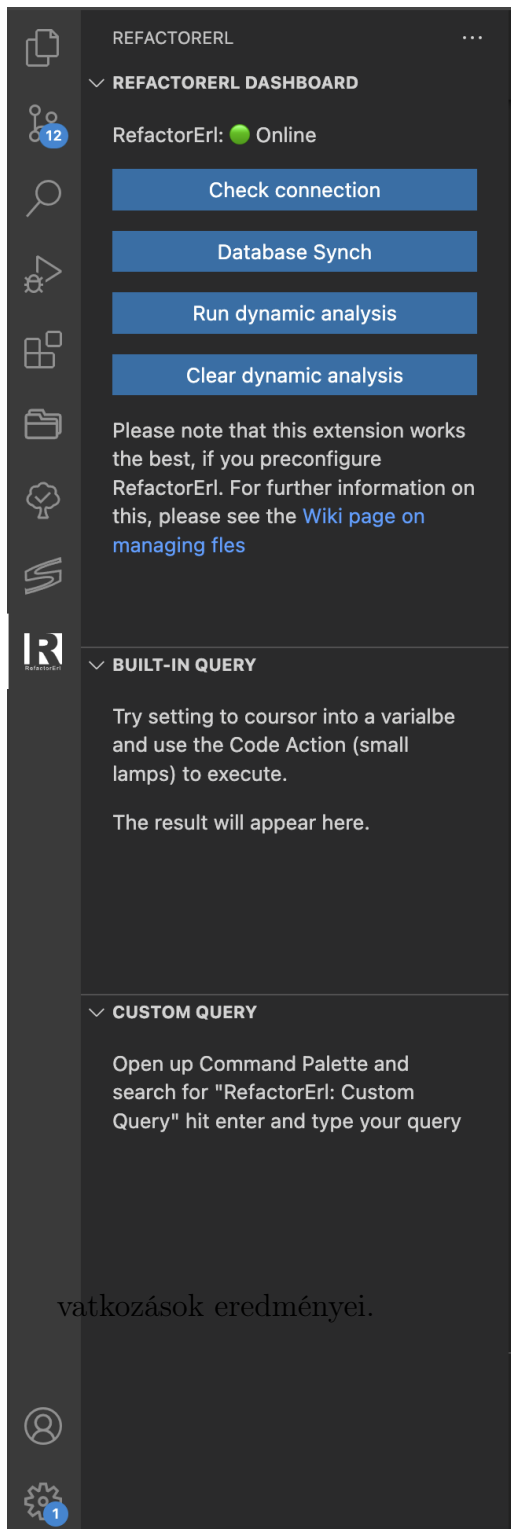 REFACTORERL
REFACTORERL DASHBOARD
12
RefactorErl: Online
Check connection
Database Synch
Run dynamic analysis
Clear dynamic analysis
Please note that this extension works
the best, if you preconfigure
RefactorErl. For further information on
this, please see the Wiki page on
managing fles
R
RefactorErl
BUILT-IN QUERY
Try setting to coursor into a varialbe
and use the Code Action (small
lamps) to execute.
The result will appear here.
CUSTOM QUERY
Open up Command Palette and
search for "RefactorErl: Custom
Query" hit enter and type your query
vatkozások eredményei.
1